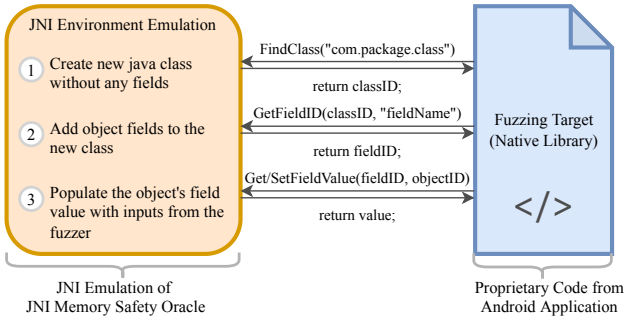 JNI Environment Emulation
1 Create new java class
without any fields
2 Add object fields to the
new class
3 Populate the object's field
value with inputs from the
fuzzer
FindClass("com.package.class")
return classID;
GetFieldID(classID, "fieldName")
return fieldID;
Get/SetFieldValue(fieldID, objectID)
return value;
Fuzzing Target
(Native Library)
</>
JNI Emulation of
JNI Memory Safety Oracle
Proprietary Code from
Android Application